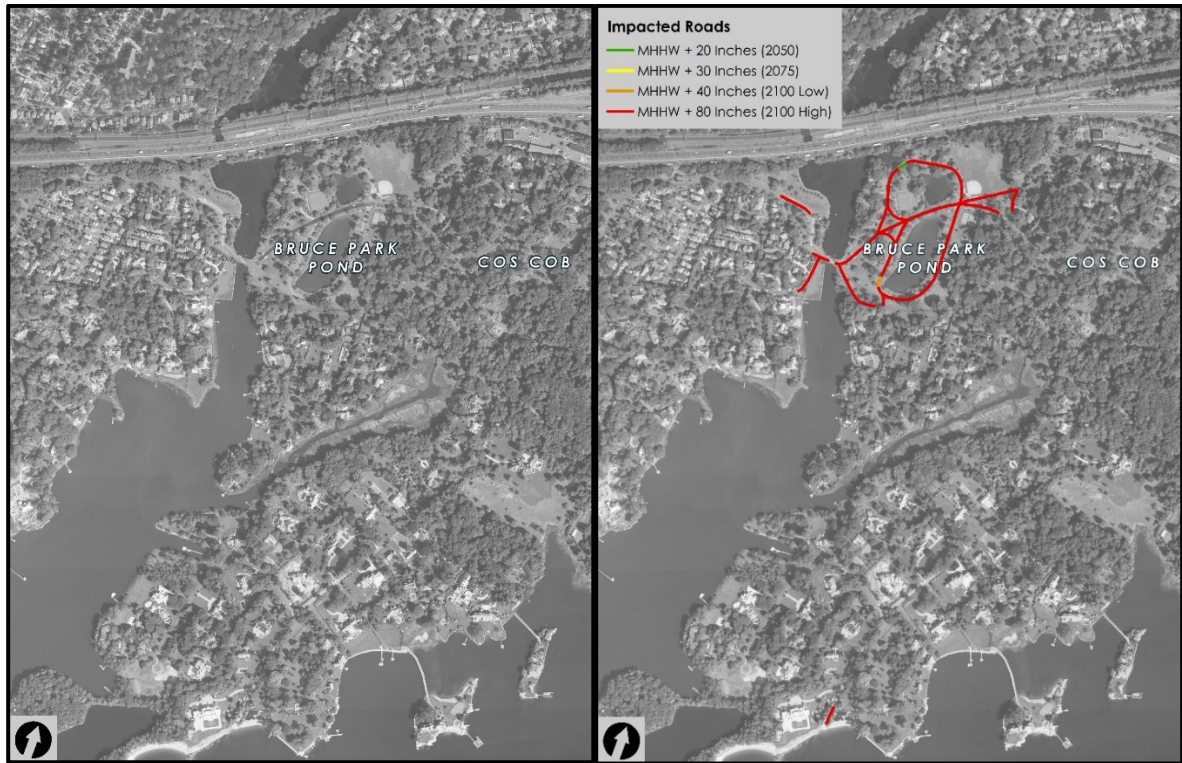 BRUCE PARK
POND
COS COB
Impacted Roads
MHHW + 20 Inches (2050)
MHHW + 30 Inches (2075)
MHHW + 40 Inches (2100 Low)
MHHW + 80 Inches (2100 High)
BRUCE PARK
POND
COS COB